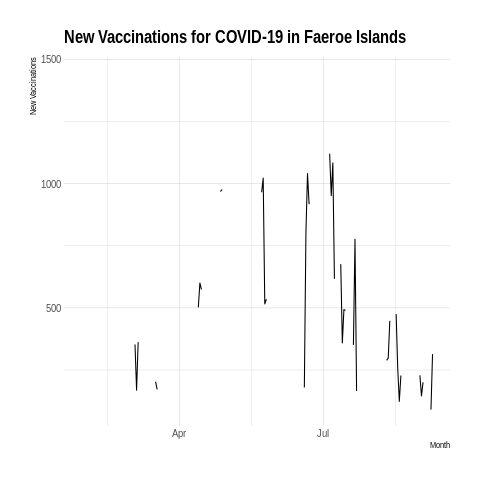 New Vaccinations for COVID-19 in Faeroe Islands
New Vaccinations
1500
1000
500
Apr
Jul
Month